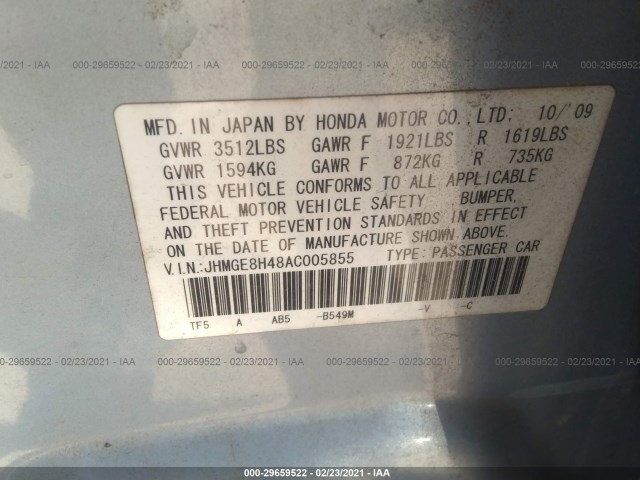 000-29659522 - 02/23/2021 - IAA
MFD. IN JAPAN BY HONDA MOTOR CO.,LTD: 10/'09
GVWR 3512LBS GAWR F 1921LBS R 1619LBS
GVWR 1594KG GAWR F 872KG R 735KG
THIS VEHICLE CONFORMS TO ALL APPLICABLE
FEDERAL MOTOR VEHICLE SAFETY BUMPER,
AND THEFT PREVENTION STANDARDS IN EFFECT
ON THE DATE OF MANUFACTURE SHOWN ABOVE.
V.I.N.:JHMGE8H48AC005855 TYPE:PASSENGER CAR
TF5 A AB5 -B549M -V -C
000-29659522 - 02/23/2021 - IAA
000-29659522 - 02/23/2021 - IAA